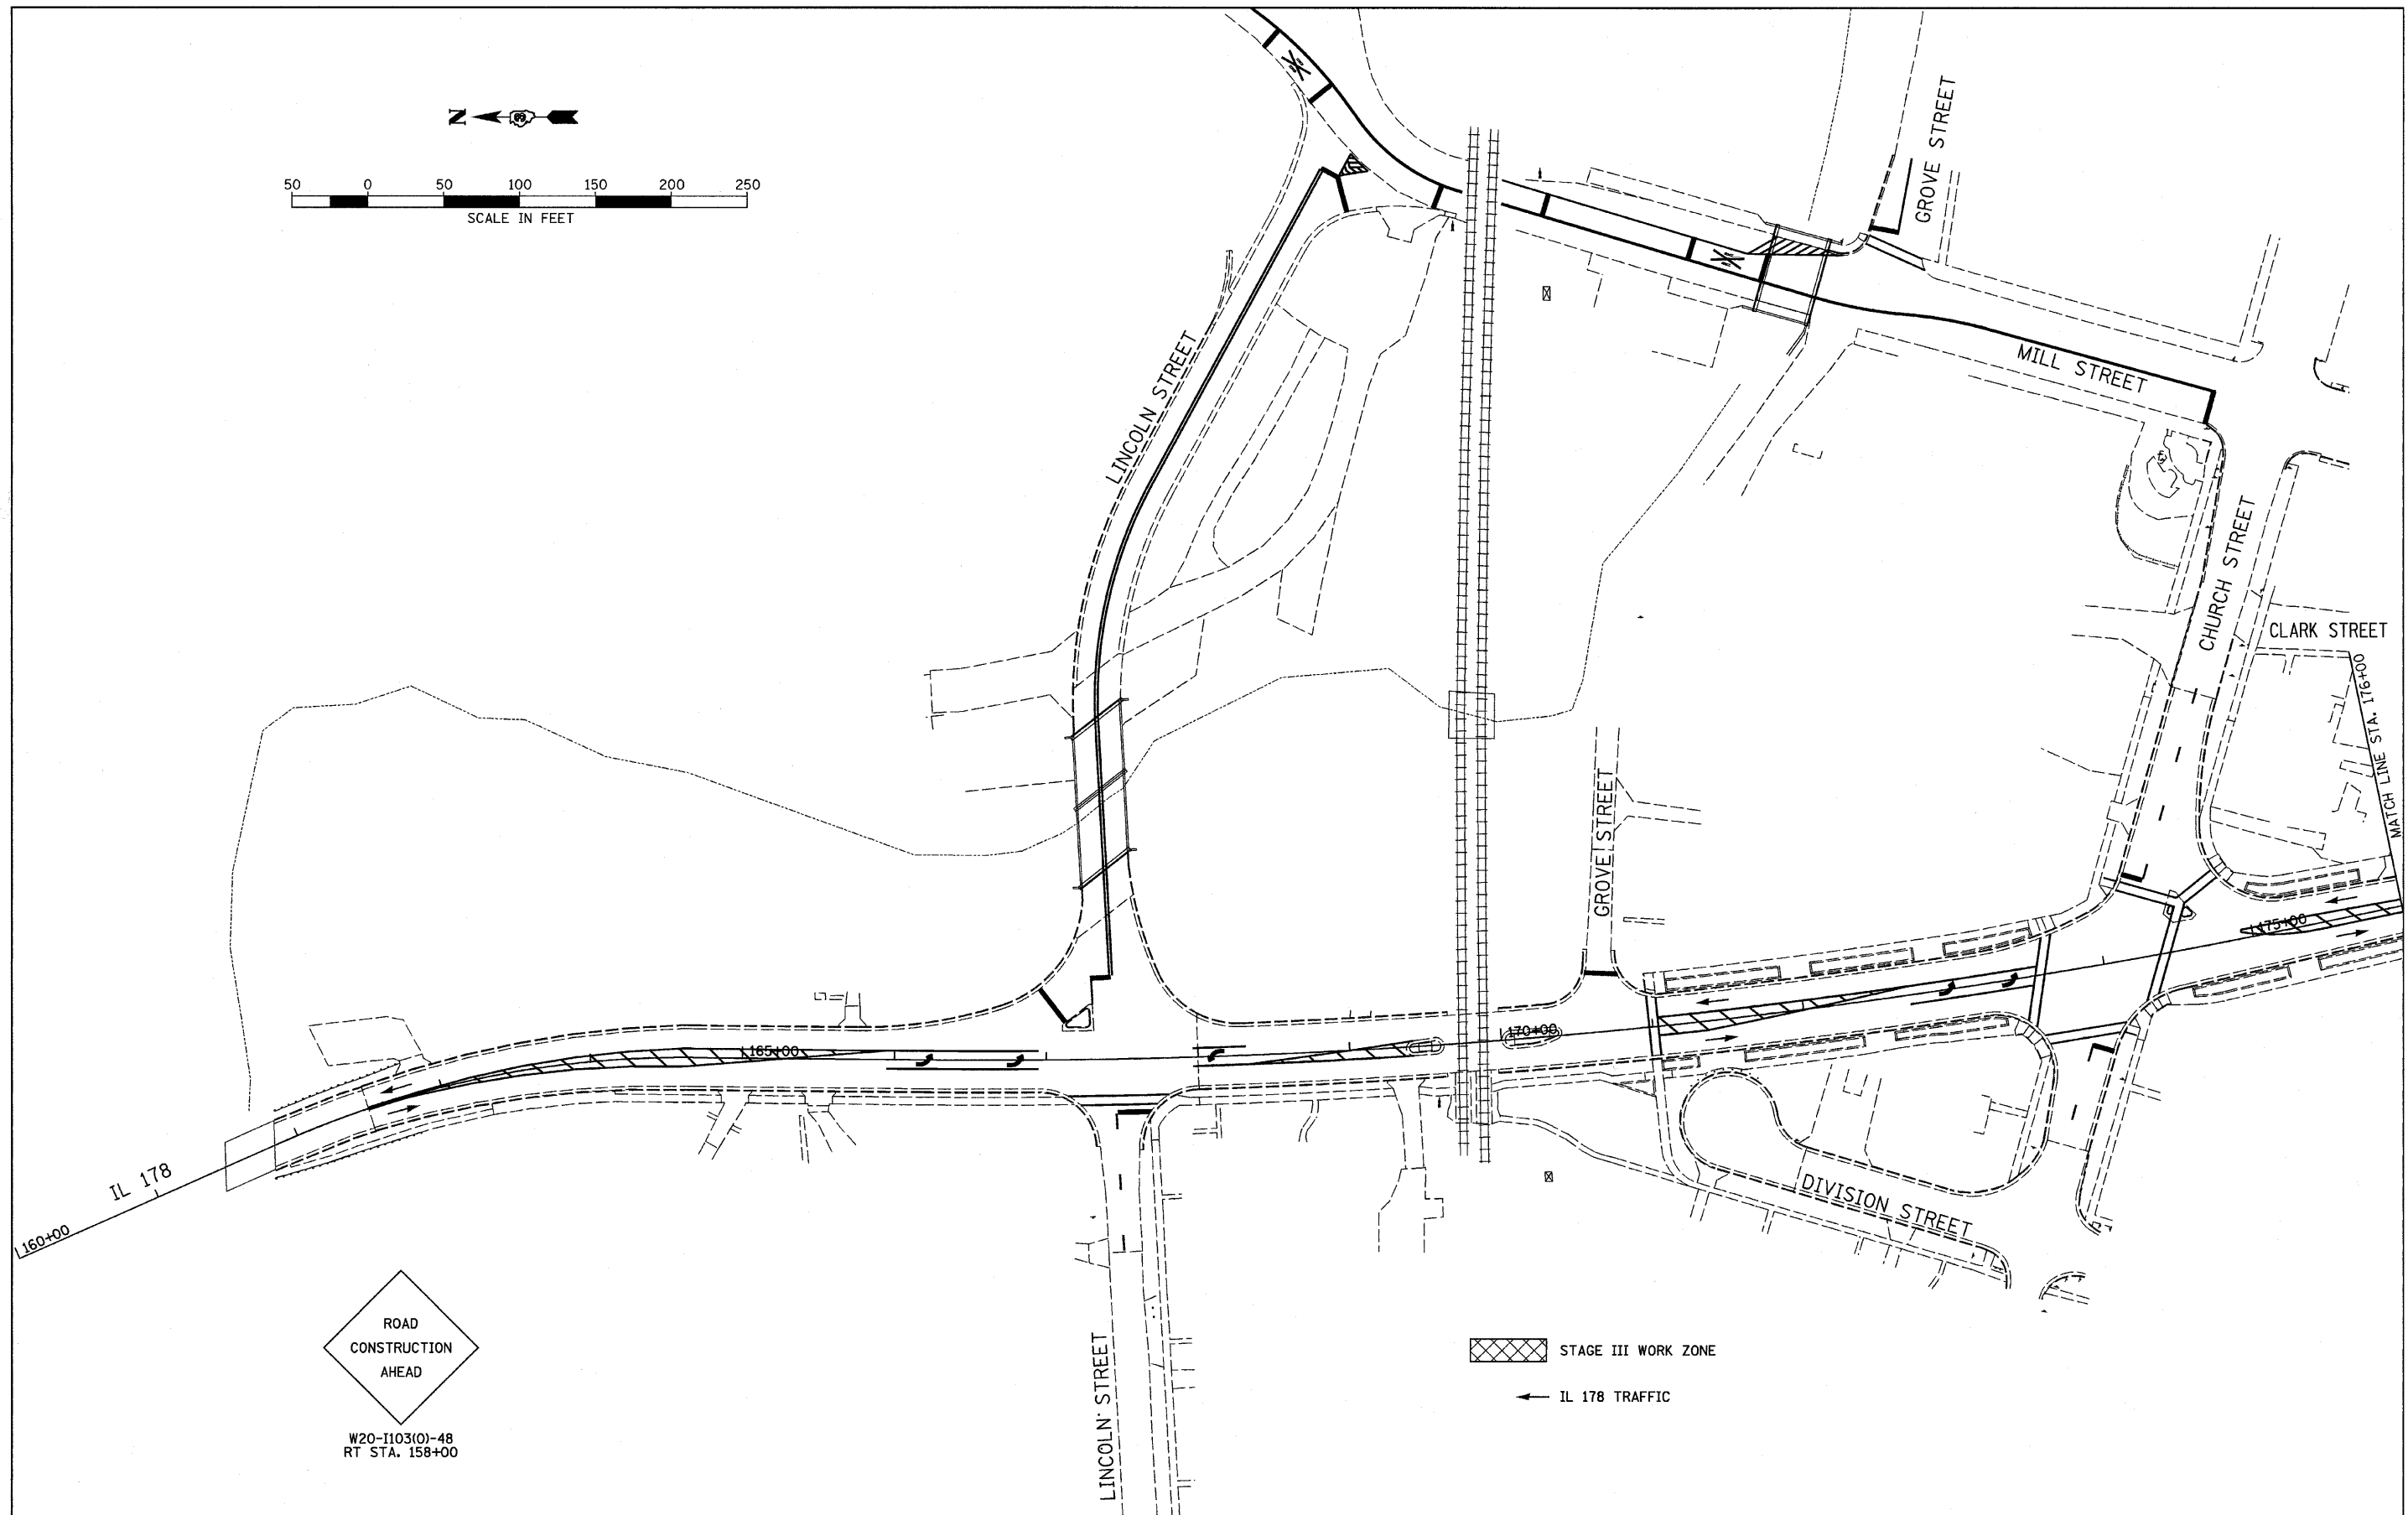 N
50 0 50 100 150 200 250
SCALE IN FEET
GROVE STREET
LINCOLN STREET
MILL STREET
CHURCH STREET
CLARK STREET
MATCH LINE STA. 176+00
GROVE STREET
175+00
170+00
165+00
IL 178
160+00
DIVISION STREET
LINCOLN STREET
ROAD
CONSTRUCTION
AHEAD
W20-I103(O)-48
RT STA. 158+00
STAGE III WORK ZONE
IL 178 TRAFFIC